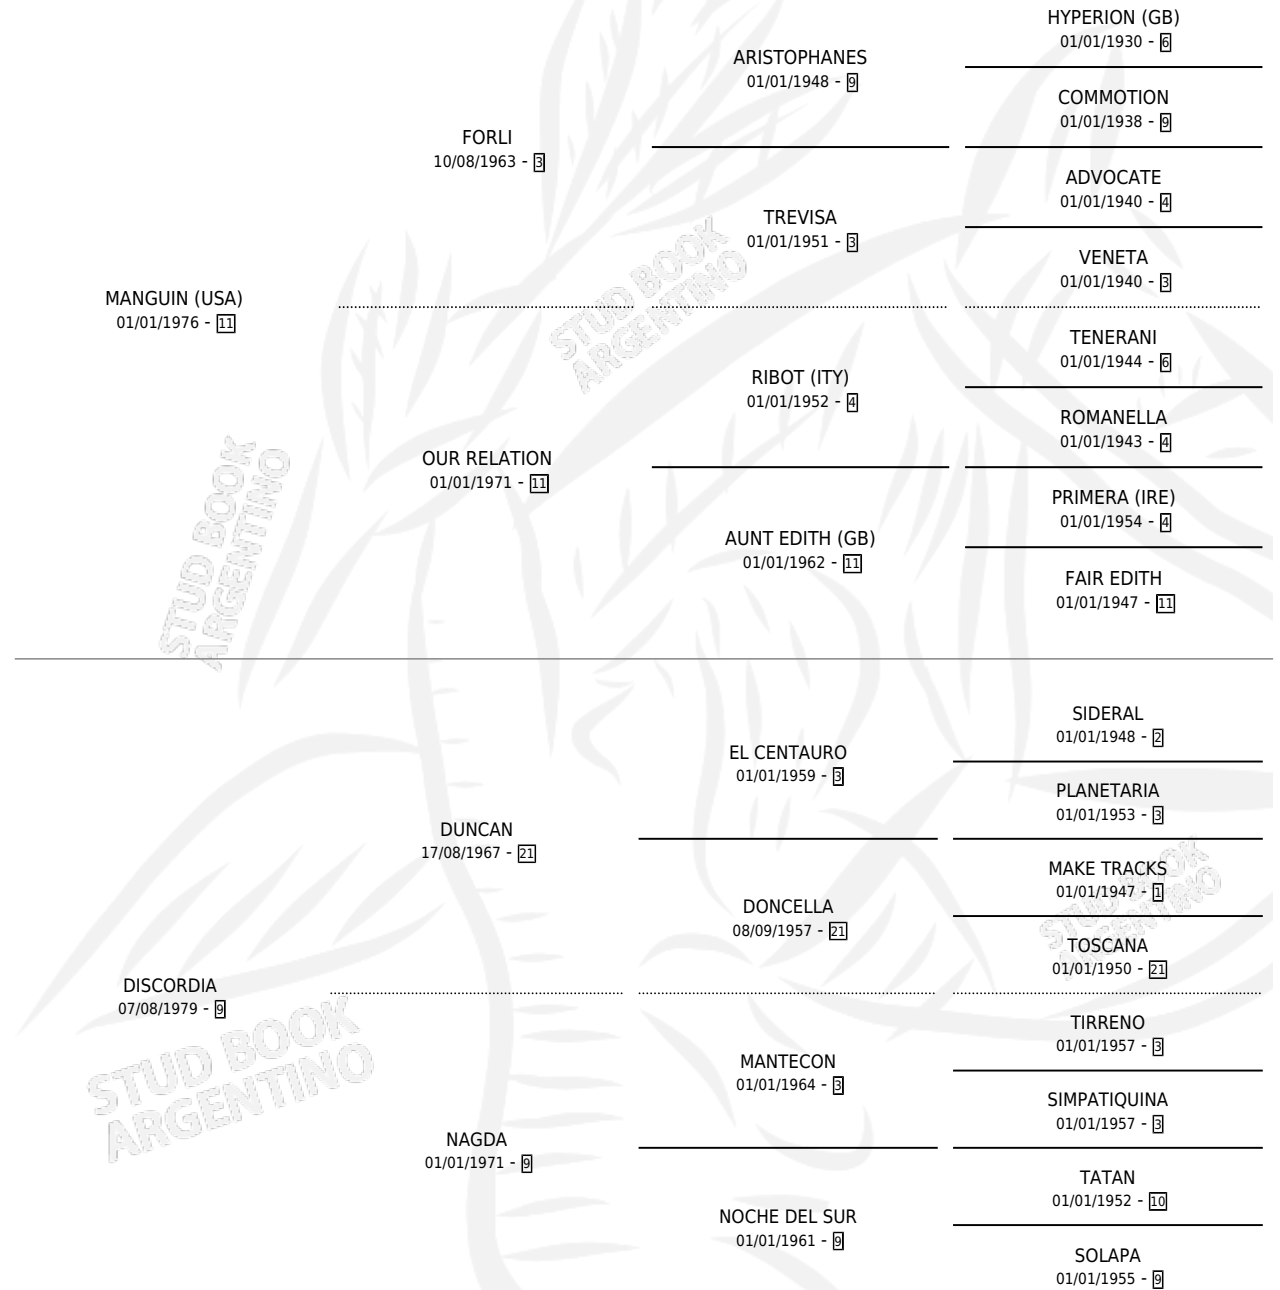 HYPERION (GB)
01/01/1930 - 6
ARISTOPHANES
01/01/1948 - 9
COMMOTION
01/01/1938 - 9
FORLI
10/08/1963 - 3
ADVOCATE
01/01/1940 - 4
TREVISA
01/01/1951 - 3
VENETA
01/01/1940 - 3
MANGUIN (USA)
01/01/1976 - 11
TENERANI
01/01/1944 - 6
RIBOT (ITY)
01/01/1952 - 4
ROMANELLA
01/01/1943 - 4
OUR RELATION
01/01/1971 - 11
PRIMERA (IRE)
01/01/1954 - 4
AUNT EDITH (GB)
01/01/1962 - 11
FAIR EDITH
01/01/1947 - 11
SIDERAL
01/01/1948 - 2
EL CENTAURO
01/01/1959 - 3
PLANETARIA
01/01/1953 - 3
DUNCAN
17/08/1967 - 21
MAKE TRACKS
01/01/1947 - 1
DONCELLA
08/09/1957 - 21
TOSCANA
01/01/1950 - 21
DISCORDIA
07/08/1979 - 9
TIRRENO
01/01/1957 - 3
MANTECON
01/01/1964 - 3
SIMPATIQUINA
01/01/1957 - 3
NAGDA
01/01/1971 - 9
TATAN
01/01/1952 - 10
NOCHE DEL SUR
01/01/1961 - 9
SOLAPA
01/01/1955 - 9
STUD BOOK
ARGENTINO
STUD BOOK
ARGENTINO
STUD BOOK
ARGENTINO
STUD BOOK
ARGENTINO